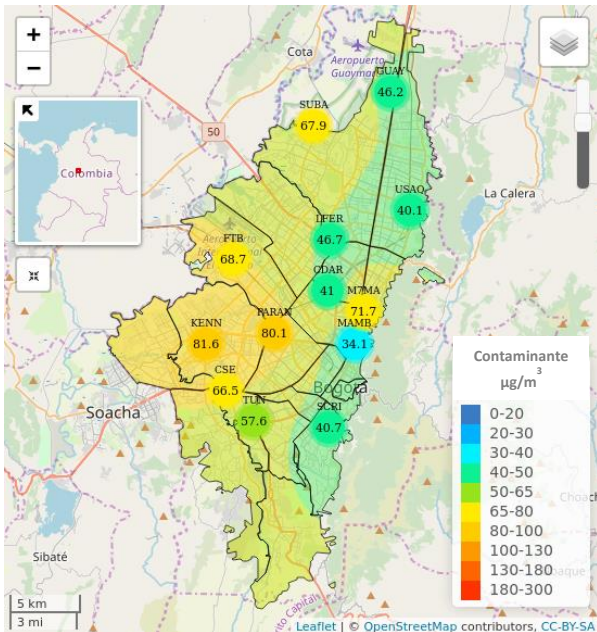 +
−
Cota
Aeropuerto
Guaymar
GUAY
46.2
SUBA
67.9
50
Colombia
USAQ
40.1
La Calera
LFER
46.7
FTB
68.7
CDAR
41
M7MA
71.7
KENN
81.6
PARAN
80.1
MAMB
34.1
CSE
66.5
Bogotá
Soacha
TUN
57.6
SCRI
40.7
Contaminante
μg/m³
0-20
20-30
30-40
40-50
50-65
65-80
80-100
100-130
130-180
180-300
Sibaté
5 km
3 mi
Leaflet | © OpenStreetMap contributors, CC-BY-SA